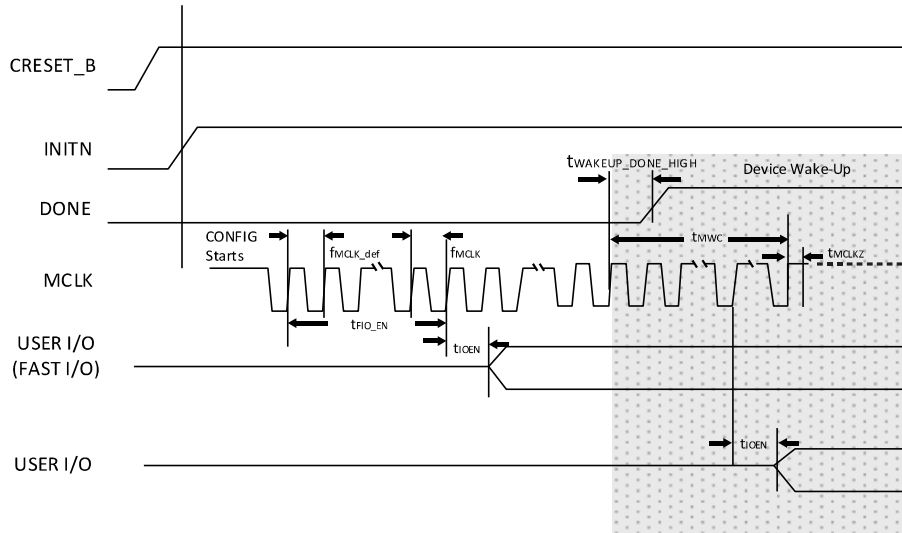 CRESET_B
INITN
tWAKEUP_DONE_HIGH
Device Wake-Up
DONE
CONFIG
Starts
fMCLK_def
fMCLK
tMWC
tMCLKZ
MCLK
tFIO_EN
USER I/O
(FAST I/O)
tIOEN
tIOEN
USER I/O